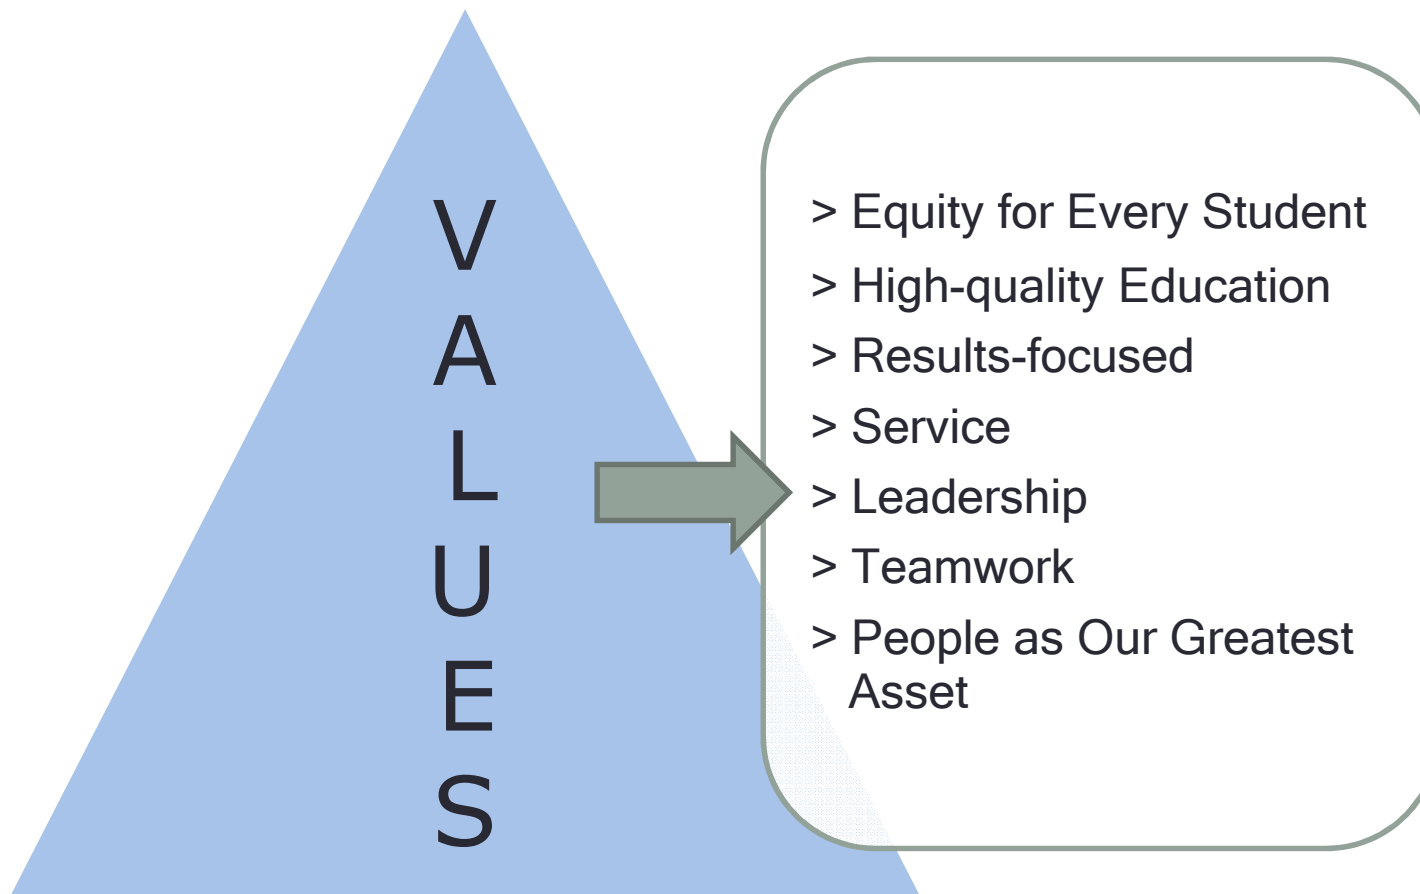 V
A
L
U
E
S
> Equity for Every Student
> High-quality Education
> Results-focused
> Service
> Leadership
> Teamwork
> People as Our Greatest
Asset